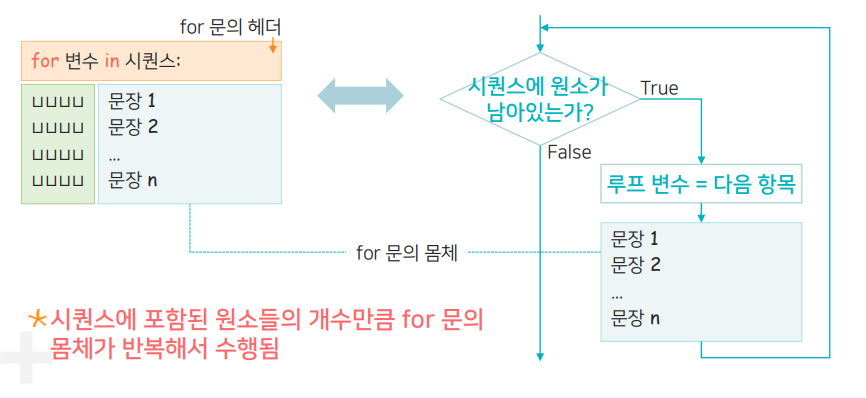 for 문의 헤더
for 변수 in 시퀀스:
␣␣␣␣ 문장 1
␣␣␣␣ 문장 2
␣␣␣␣ ...
␣␣␣␣ 문장 n
for 문의 몸체
시퀀스에 원소가
남아있는가?
True
False
루프 변수 = 다음 항목
문장 1
문장 2
...
문장 n
*시퀀스에 포함된 원소들의 개수만큼 for 문의
몸체가 반복해서 수행됨